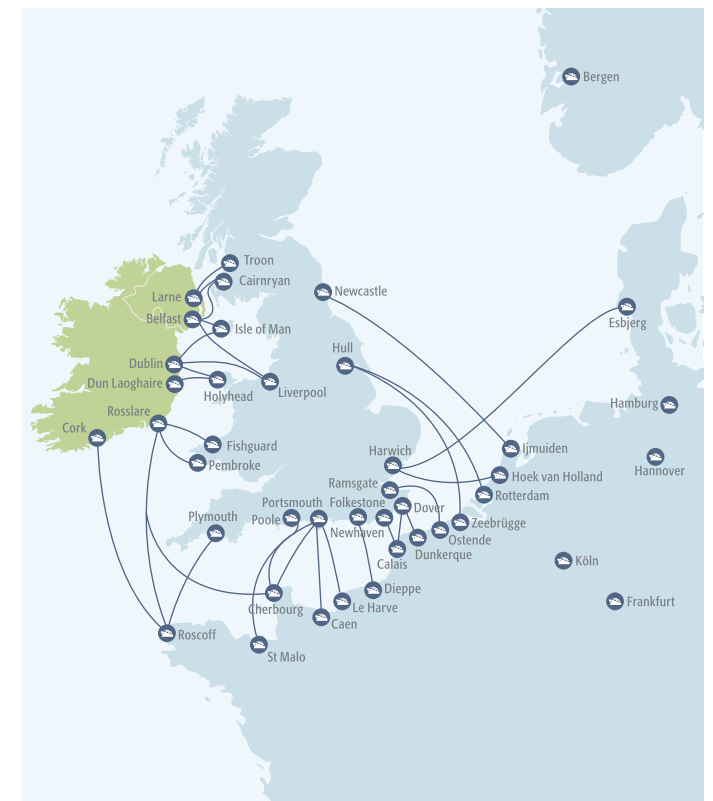 Bergen
Troon
Cairnryan
Larne
Newcastle
Belfast
Isle of Man
Esbjerg
Hull
Dublin
Dun Laoghaire
Holyhead
Liverpool
Hamburg
Rosslare
Cork
Fishguard
Pembroke
Harwich
Ijmuiden
Hannover
Hoek van Holland
Ramsgate
Rotterdam
Portsmouth
Folkestone
Dover
Plymouth
Poole
Newhaven
Zeebrügge
Ostende
Dunkerque
Calais
Köln
Dieppe
Cherbourg
Le Harve
Frankfurt
Caen
Roscoff
St Malo